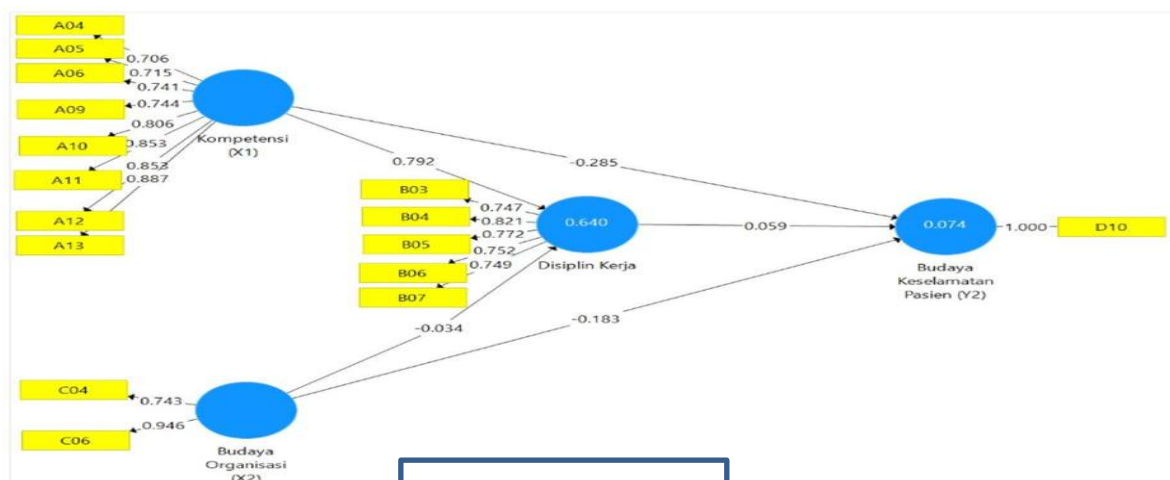 A04
A05
A06
A09
A10
A11
A12
A13
0.706
0.715
0.741
0.744
0.806
0.853
0.853
0.887
Kompetensi
(X1)
0.792
-0.285
B03
B04
B05
B06
B07
0.747
0.821
0.772
0.752
0.749
0.640
Disiplin Kerja
0.059
0.074
1.000
D10
Budaya
Keselamatan
Pasien (Y2)
-0.034
-0.183
C04
C06
0.743
0.946
Budaya
Organisasi
(X2)